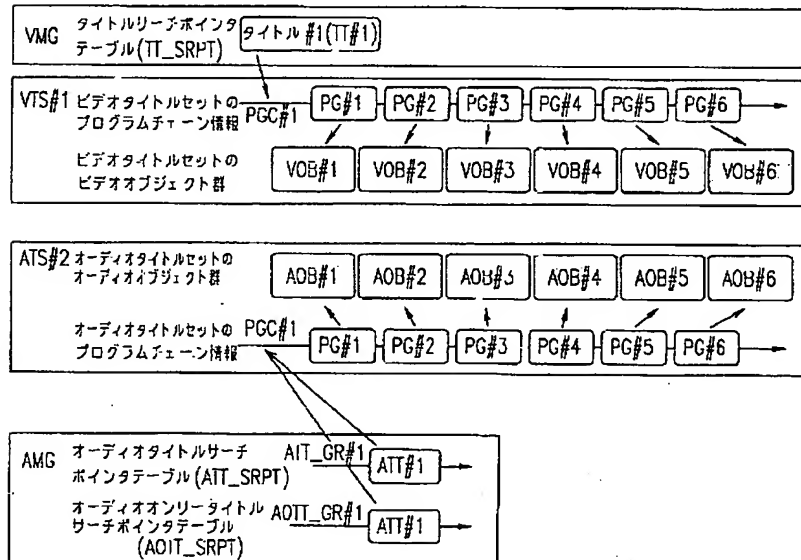 VMG タイトルリーチポインタ
テーブル(TT_SRPT)
タイトル #1(TT#1)
VTS#1 ビデオタイトルセットの
プログラムチェーン情報
PGC#1 PG#1 PG#2 PG#3 PG#4 PG#5 PG#6
ビデオタイトルセットの
ビデオオブジェクト群
VOB#1 VOB#2 VOB#3 VOB#4 VOB#5 VOB#6
ATS#2 オーディオタイトルセットの
オーディオオブジェクト群
AOB#1 AOB#2 AOB#3 AOB#4 AOB#5 AOB#6
オーディオタイトルセットの
プログラムチェーン情報
PGC#1 PG#1 PG#2 PG#3 PG#4 PG#5 PG#6
AMG オーディオタイトルサーチ
ポインタテーブル(ATT_SRPT)
AIT_GR#1 ATT#1
オーディオオンリータイトル
サーチポインタテーブル
(AOIT_SRPT)
AOTT_GR#1 ATT#1